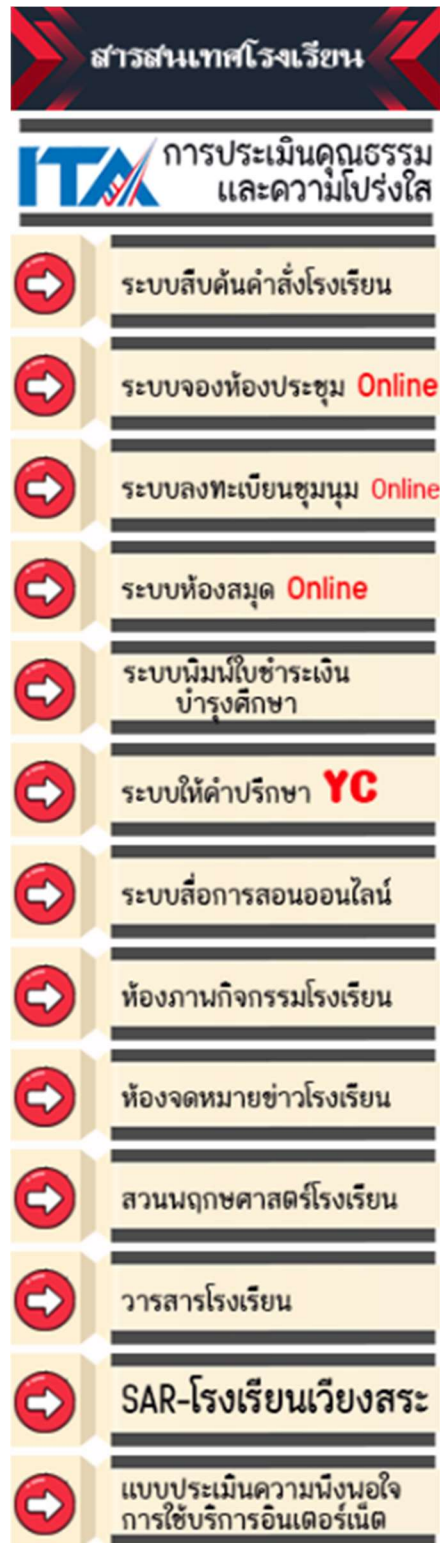 สารสนเทศโรงเรียน
ITA การประเมินคุณธรรม
และความโปร่งใส
ระบบสืบค้นคำสั่งโรงเรียน
ระบบจองห้องประชุม Online
ระบบลงทะเบียนชุมนุม Online
ระบบห้องสมุด Online
ระบบพิมพ์ใบชำระเงิน
บำรุงศึกษา
ระบบให้คำปรึกษา YC
ระบบสื่อการสอนออนไลน์
ห้องภาพกิจกรรมโรงเรียน
ห้องจดหมายข่าวโรงเรียน
สวนพฤกษศาสตร์โรงเรียน
วารสารโรงเรียน
SAR-โรงเรียนเวียงสระ
แบบประเมินความพึงพอใจ
การใช้บริการอินเตอร์เน็ต